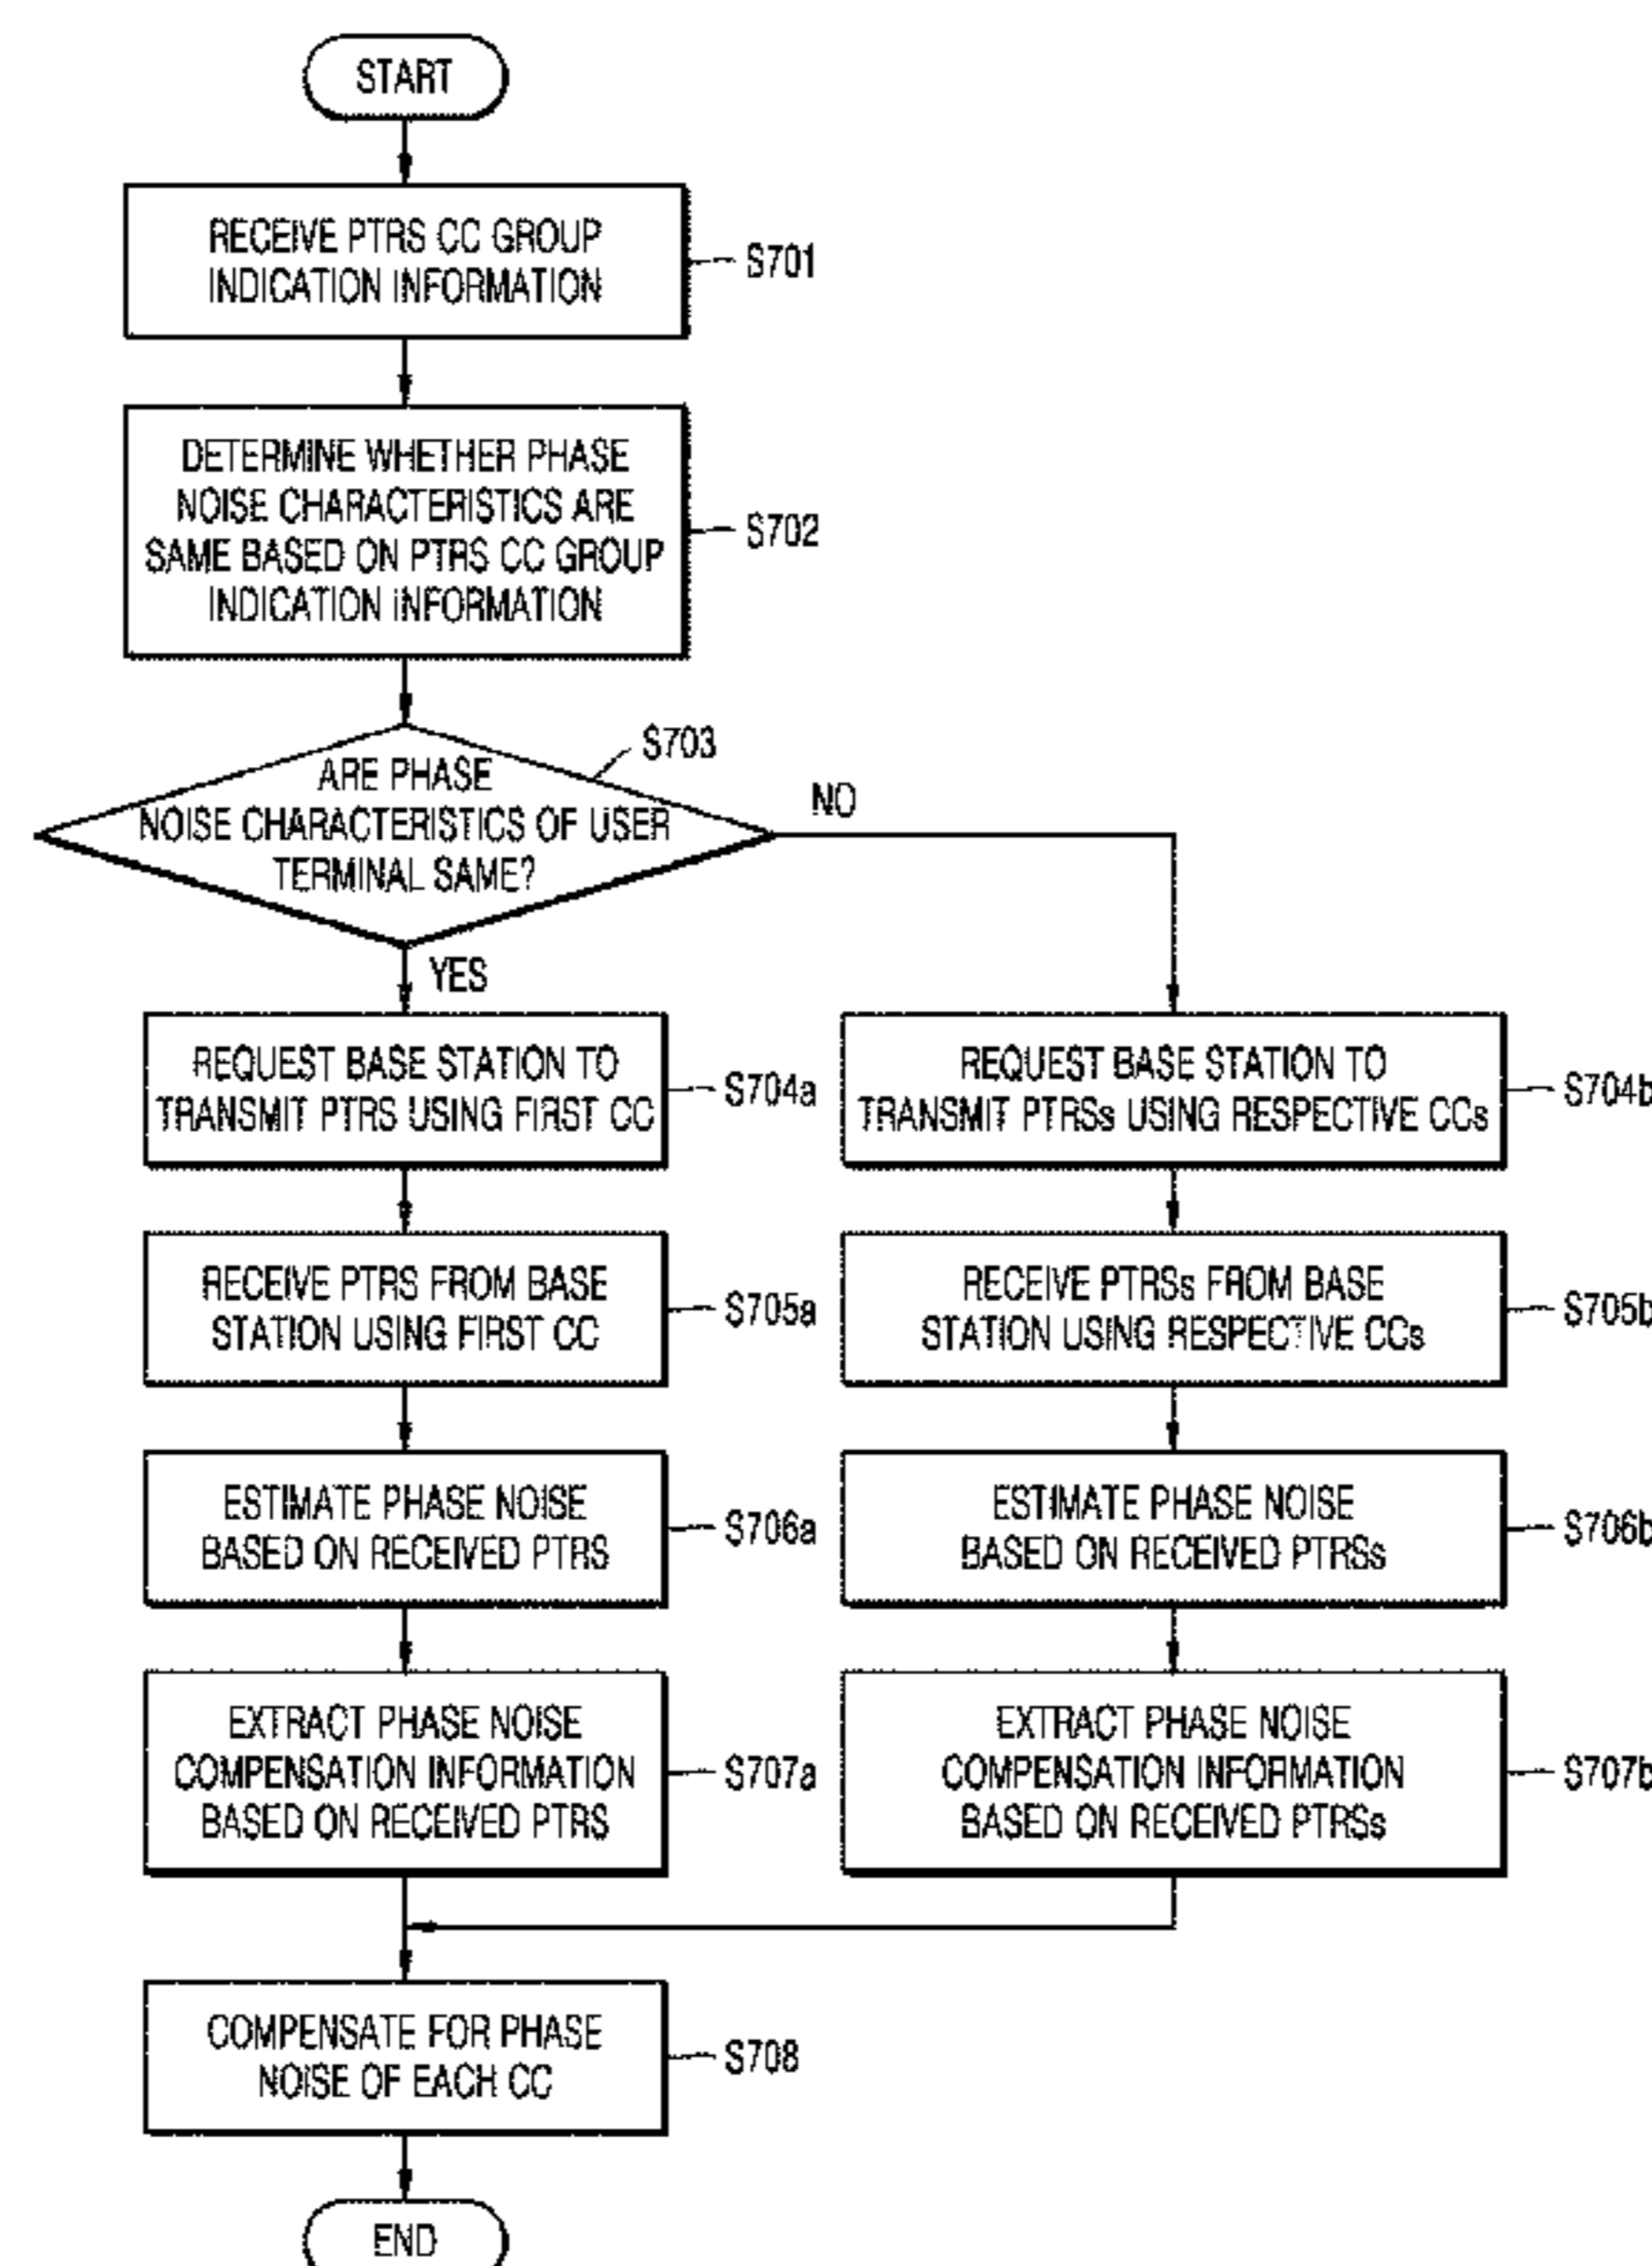 START
RECEIVE PTRS CC GROUP
INDICATION INFORMATION
S701
DETERMINE WHETHER PHASE
NOISE CHARACTERISTICS ARE
SAME BASED ON PTRS CC GROUP
INDICATION INFORMATION
S702
S703
ARE PHASE
NOISE CHARACTERISTICS OF USER
TERMINAL SAME?
NO
YES
REQUEST BASE STATION TO
TRANSMIT PTRS USING FIRST CC
S704a
REQUEST BASE STATION TO
TRANSMIT PTRSs USING RESPECTIVE CCs
S704b
RECEIVE PTRS FROM BASE
STATION USING FIRST CC
S705a
RECEIVE PTRSs FROM BASE
STATION USING RESPECTIVE CCs
S705b
ESTIMATE PHASE NOISE
BASED ON RECEIVED PTRS
S706a
ESTIMATE PHASE NOISE
BASED ON RECEIVED PTRSs
S706b
EXTRACT PHASE NOISE
COMPENSATION INFORMATION
BASED ON RECEIVED PTRS
S707a
EXTRACT PHASE NOISE
COMPENSATION INFORMATION
BASED ON RECEIVED PTRSs
S707b
COMPENSATE FOR PHASE
NOISE OF EACH CC
S708
END